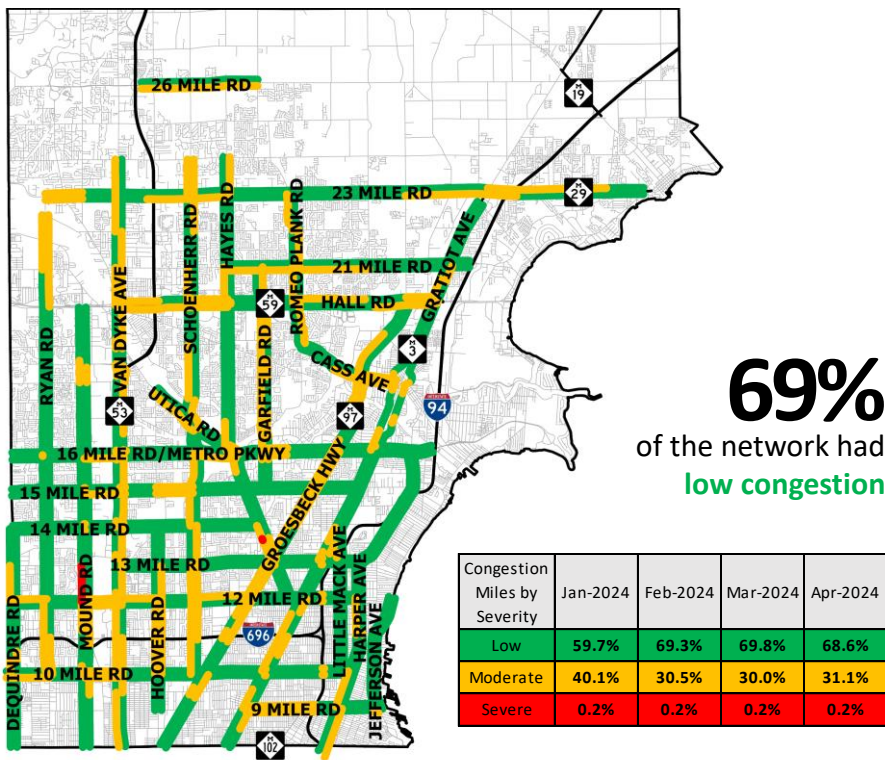 26 MILE RD
M
19
23 MILE RD
M
29
HAYES RD
ROMEO PLANK RD
SCHOENHERR RD
GRATIOT AVE
21 MILE RD
M
59
HALL RD
VAN DYKE AVE
RYAN RD
GARFIELD RD
M
3
CASS AVE
M
53
UTICA RD
M
97
INTERSTATE
94
16 MILE RD/METRO PKWY
15 MILE RD
14 MILE RD
GROESBECK HWY
13 MILE RD
MOUND RD
12 MILE RD
LITTLE MACK AVE
HARPER AVE
JEFFERSON AVE
HOOVER RD
DEQUINDRE RD
INTERSTATE
696
10 MILE RD
9 MILE RD
M
102
69%
of the network had
low congestion
Congestion
Miles by
Severity
Jan-2024 Feb-2024 Mar-2024 Apr-2024
Low 59.7% 69.3% 69.8% 68.6%
Moderate 40.1% 30.5% 30.0% 31.1%
Severe 0.2% 0.2% 0.2% 0.2%